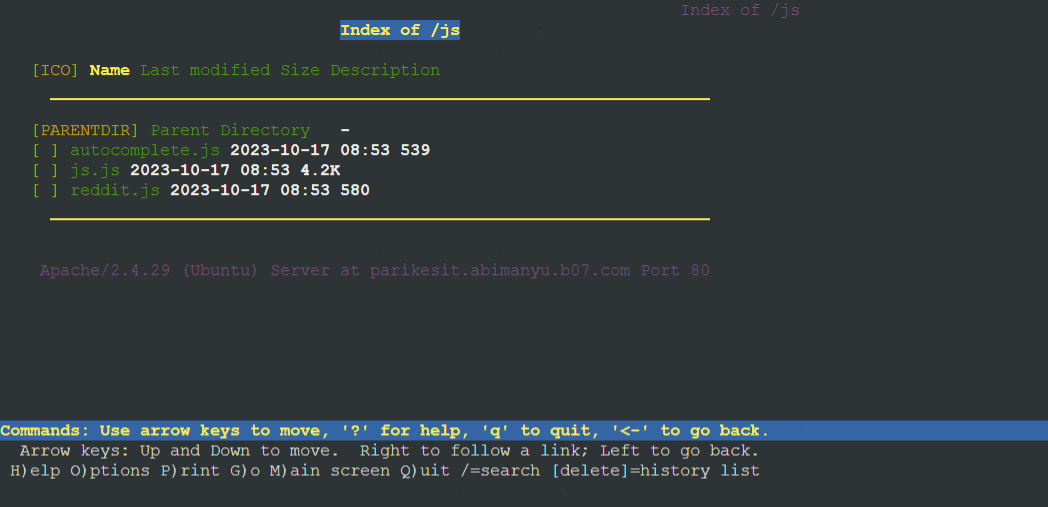 Index of /js
Index of /js
[ICO] Name Last modified Size Description
[PARENTDIR] Parent Directory   -
[ ] autocomplete.js 2023-10-17 08:53 539
[ ] js.js 2023-10-17 08:53 4.2K
[ ] reddit.js 2023-10-17 08:53 580
Apache/2.4.29 (Ubuntu) Server at parikesit.abimanyu.b07.com Port 80
Commands: Use arrow keys to move, '?' for help, 'q' to quit, '<-' to go back.
Arrow keys: Up and Down to move.  Right to follow a link; Left to go back.
H)elp O)ptions P)rint G)o M)ain screen Q)uit /=search [delete]=history list